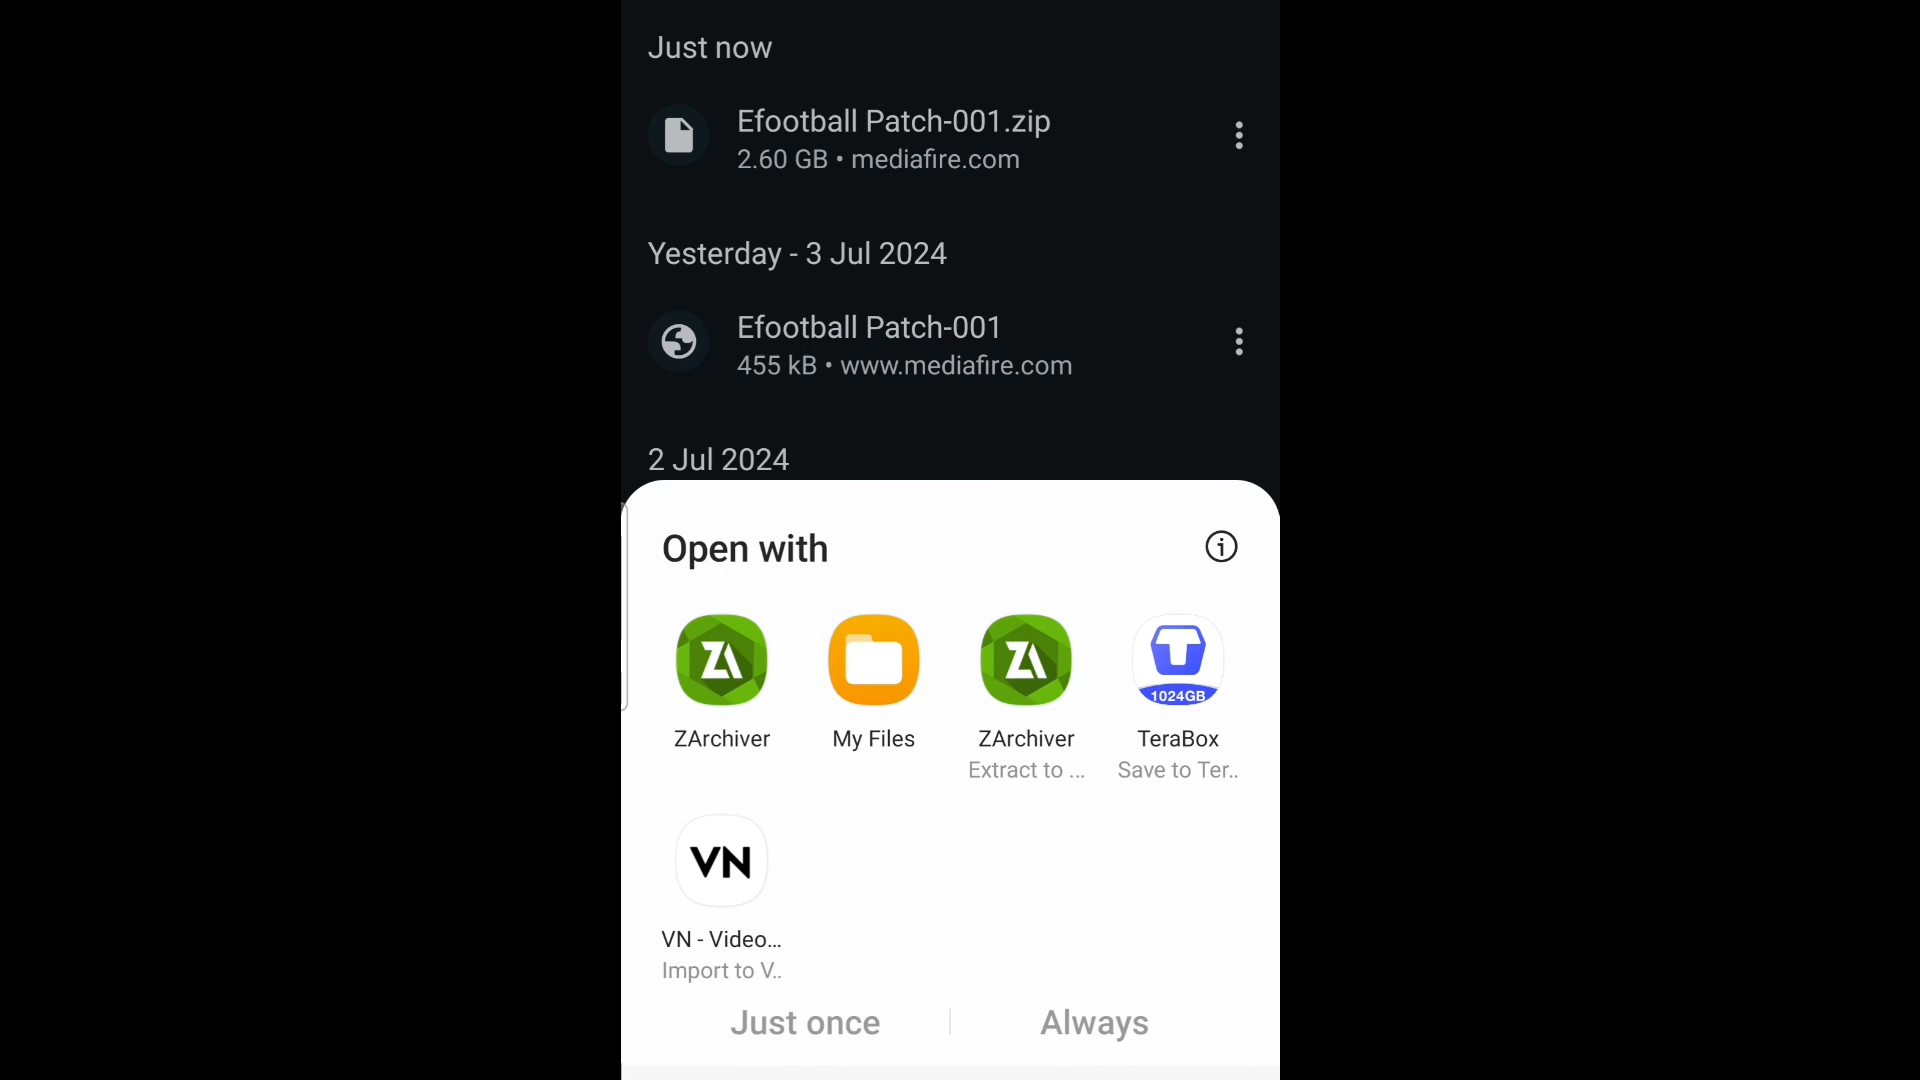 Just now
Efootball Patch-001.zip
2.60 GB • mediafire.com
Yesterday - 3 Jul 2024
Efootball Patch-001
455 kB • www.mediafire.com
2 Jul 2024
Open with
ZA
ZA
1024GB
ZArchiver
My Files
ZArchiver
TeraBox
Extract to ...
Save to Ter..
VN
VN - Video...
Import to V..
Just once
Always